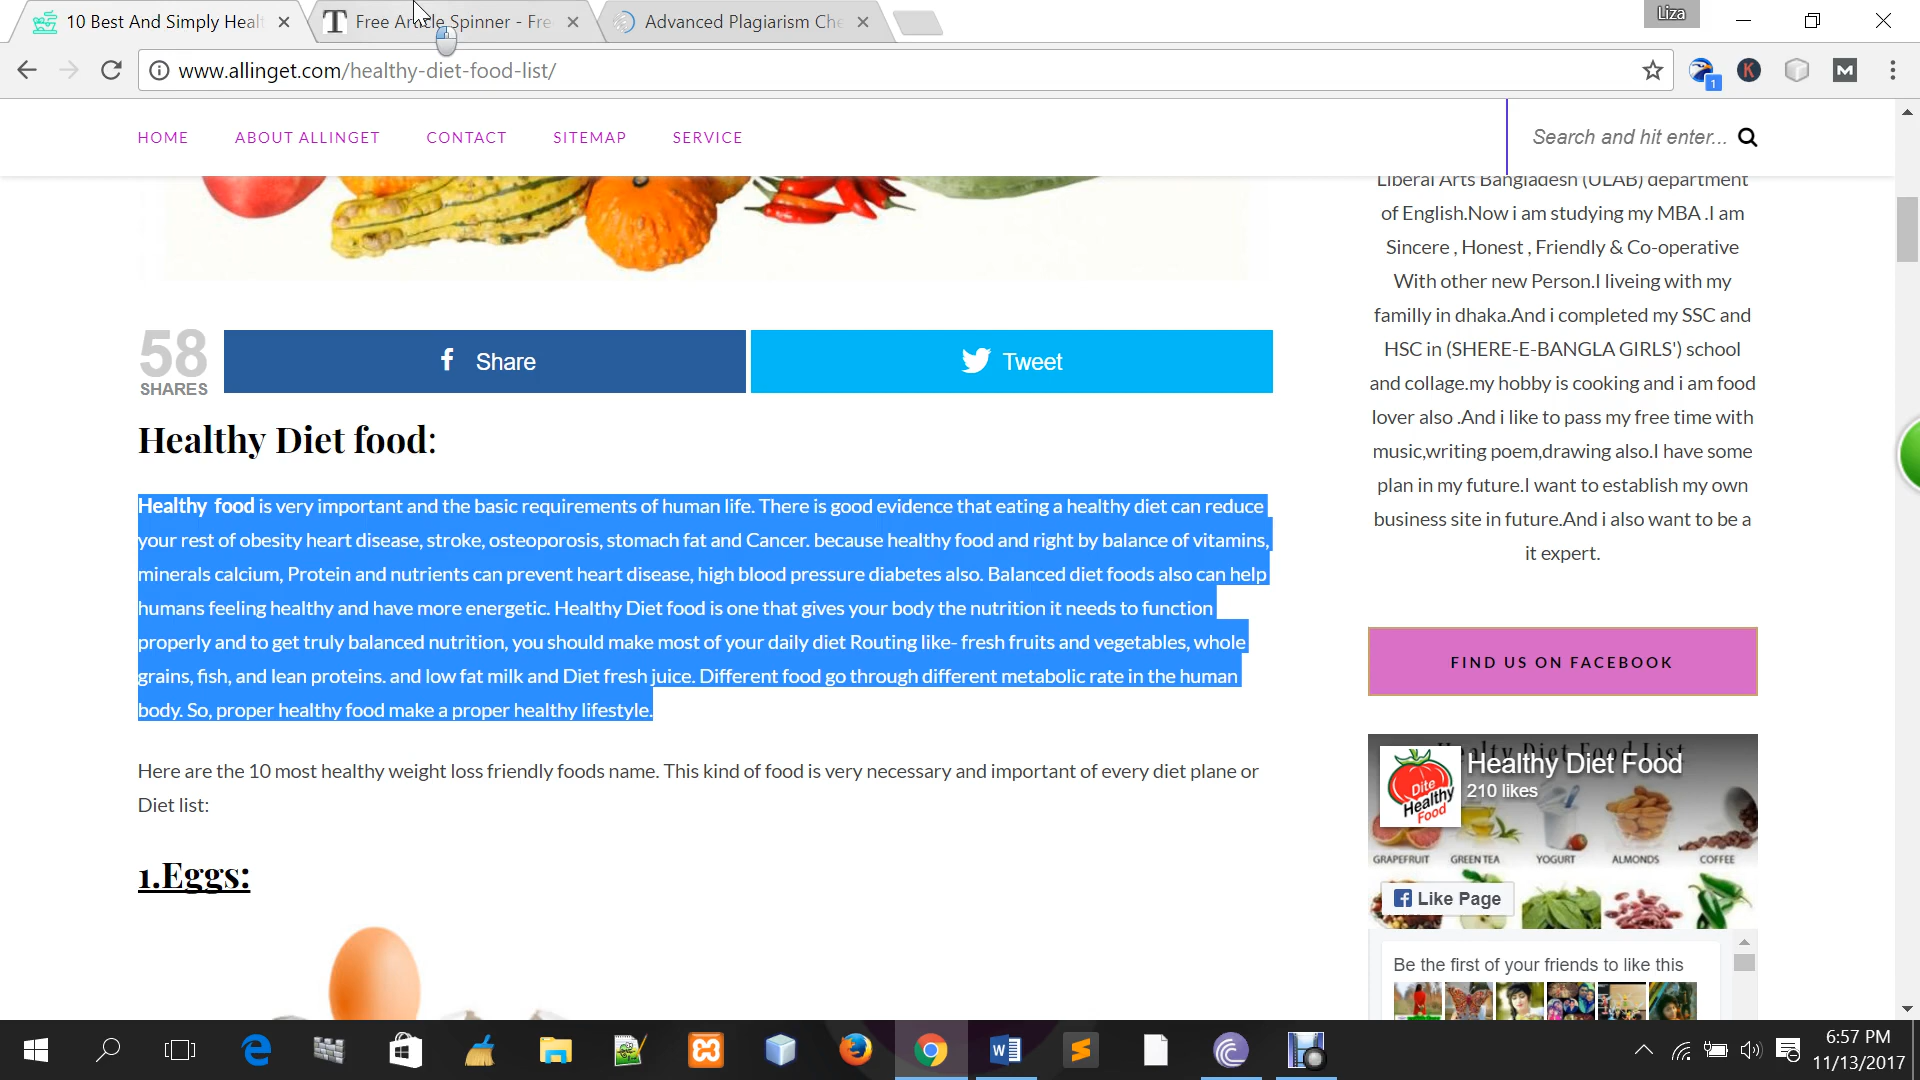 10 Best And Simply Heal
Free Article Spinner - Fre
Advanced Plagiarism Che
Liza
www.allinget.com/healthy-diet-food-list/
1
K
M
HOME
ABOUT ALLINGET
CONTACT
SITEMAP
SERVICE
Search and hit enter...
Liberal Arts Bangladesh (ULAB) department
of English.Now i am studying my MBA .I am
Sincere , Honest , Friendly & Co-operative
With other new Person.I liveing with my
familly in dhaka.And i completed my SSC and
HSC in (SHERE-E-BANGLA GIRLS') school
and collage.my hobby is cooking and i am food
lover also .And i like to pass my free time with
music,writing poem,drawing also.I have some
plan in my future.I want to establish my own
business site in future.And i also want to be a
it expert.
58
SHARES
Share
Tweet
Healthy Diet food:
Healthy food is very important and the basic requirements of human life. There is good evidence that eating a healthy diet can reduce
your rest of obesity heart disease, stroke, osteoporosis, stomach fat and Cancer. because healthy food and right by balance of vitamins,
minerals calcium, Protein and nutrients can prevent heart disease, high blood pressure diabetes also. Balanced diet foods also can help
humans feeling healthy and have more energetic. Healthy Diet food is one that gives your body the nutrition it needs to function
properly and to get truly balanced nutrition, you should make most of your daily diet Routing like- fresh fruits and vegetables, whole
grains, fish, and lean proteins. and low fat milk and Diet fresh juice. Different food go through different metabolic rate in the human
body. So, proper healthy food make a proper healthy lifestyle.
Here are the 10 most healthy weight loss friendly foods name. This kind of food is very necessary and important of every diet plane or
Diet list:
1.Eggs:
FIND US ON FACEBOOK
Healty Diet Food List
Healthy Diet Food
210 likes
Dite
Healthy
Food
GRAPEFRUIT GREEN TEA YOGURT ALMONDS COFFEE
Like Page
Be the first of your friends to like this
6:57 PM
11/13/2017